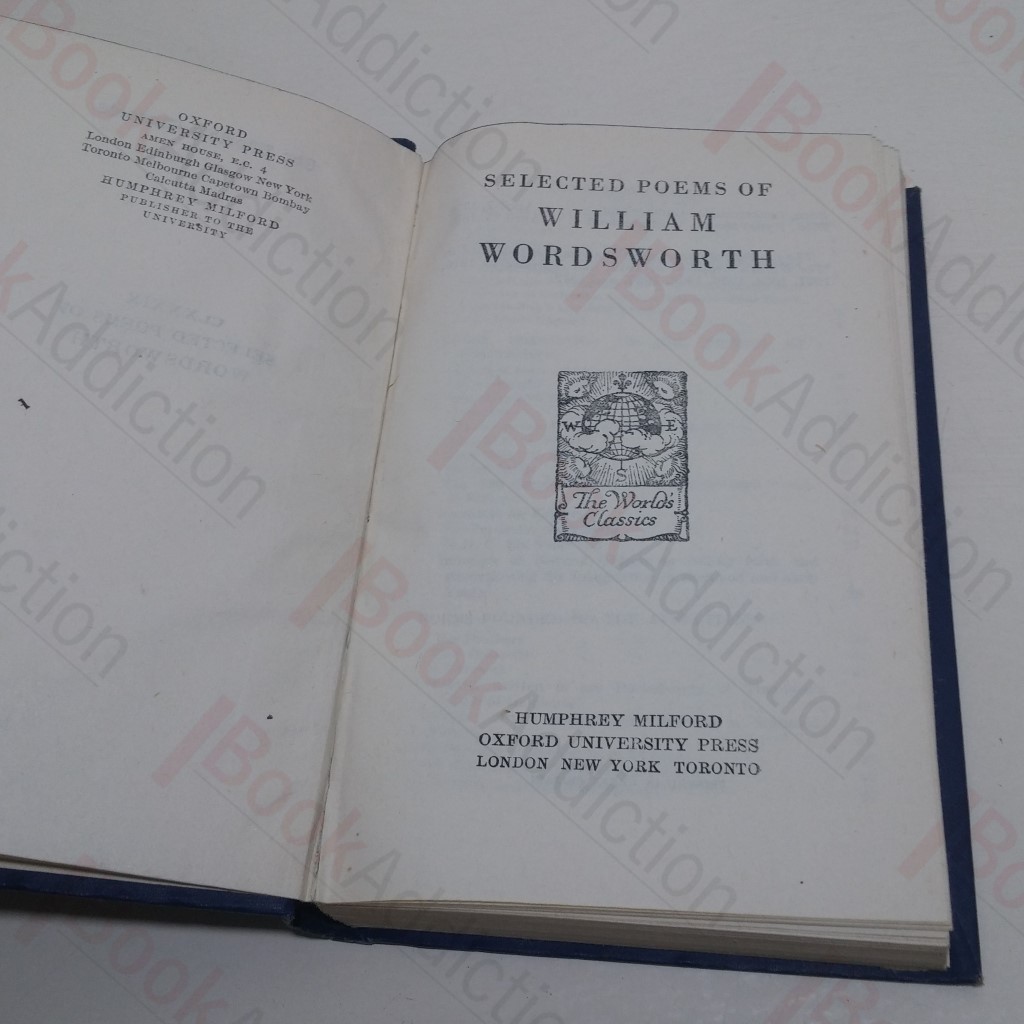 OXFORD
UNIVERSITY PRESS
AMEN HOUSE, E.C. 4
London Edinburgh Glasgow New York
Toronto Melbourne Capetown Bombay
Calcutta Madras
HUMPHREY MILFORD
PUBLISHER TO THE
UNIVERSITY
SELECTED POEMS OF
WILLIAM
WORDSWORTH
W E
S
The World's
Classics
HUMPHREY MILFORD
OXFORD UNIVERSITY PRESS
LONDON NEW YORK TORONTO
BookAddiction